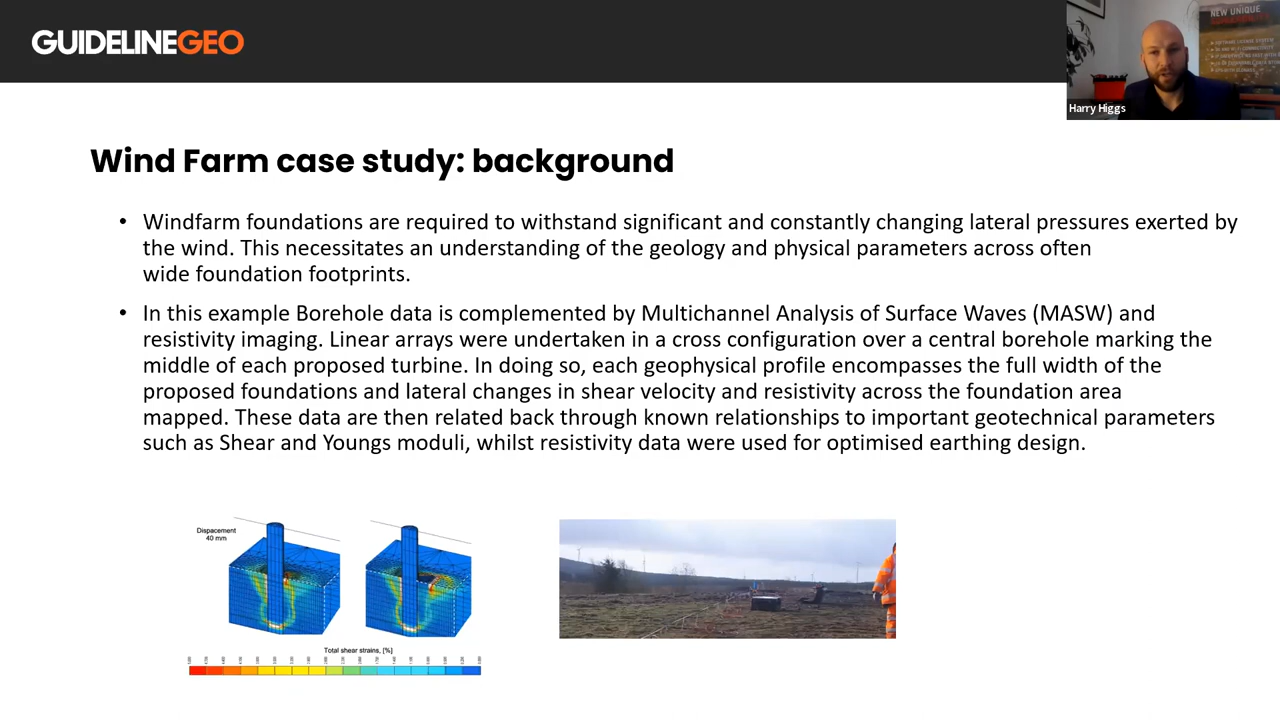 GUIDELINEGEO
NEW UNIQUE
Harry Higgs
Wind Farm case study: background
• Windfarm foundations are required to withstand significant and constantly changing lateral pressures exerted by
the wind. This necessitates an understanding of the geology and physical parameters across often
wide foundation footprints.
• In this example Borehole data is complemented by Multichannel Analysis of Surface Waves (MASW) and
resistivity imaging. Linear arrays were undertaken in a cross configuration over a central borehole marking the
middle of each proposed turbine. In doing so, each geophysical profile encompasses the full width of the
proposed foundations and lateral changes in shear velocity and resistivity across the foundation area
mapped. These data are then related back through known relationships to important geotechnical parameters
such as Shear and Youngs moduli, whilst resistivity data were used for optimised earthing design.
Dispacement
40 mm
Total shear strains, [%]